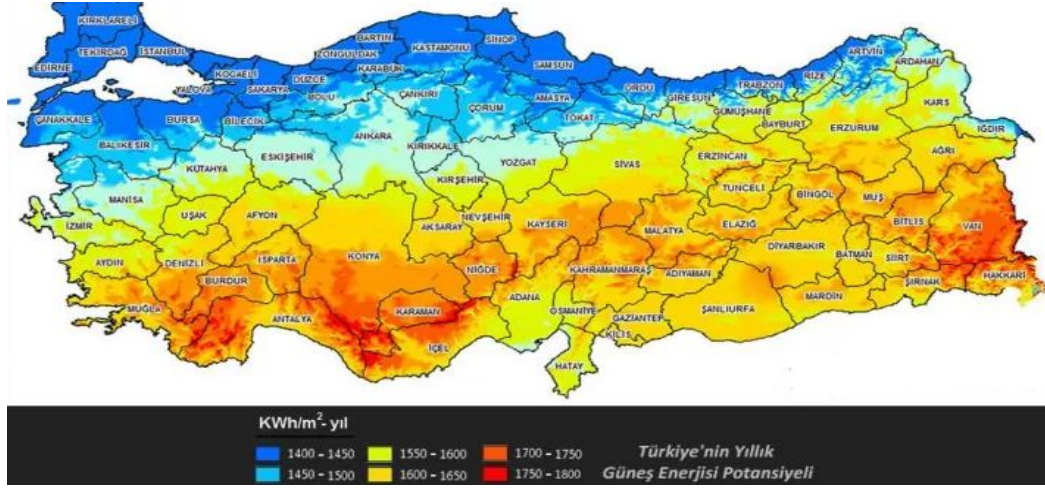 KIRKLARELİ
EDİRNE
TEKİRDAĞ
İSTANBUL
KOCAELİ
YALOVA
SAKARYA
DÜZCE
ZONGULDAK
BARTIN
KARABÜK
KASTAMONU
SİNOP
SAMSUN
ORDU
GİRESUN
TRABZON
RİZE
ARTVİN
ARDAHAN
ÇANAKKALE
BURSA
BİLECİK
BOLU
ÇANKIRI
ÇORUM
AMASYA
TOKAT
GÜMÜŞHANE
BAYBURT
ERZURUM
KARS
IĞDIR
BALIKESİR
KÜTAHYA
ESKİŞEHİR
ANKARA
KIRIKKALE
YOZGAT
SİVAS
ERZİNCAN
AĞRI
MANİSA
UŞAK
AFYON
KIRŞEHİR
NEVŞEHİR
KAYSERİ
TUNCELİ
BİNGÖL
MUŞ
İZMİR
AKSARAY
MALATYA
ELAZIĞ
BİTLİS
VAN
AYDIN
DENİZLİ
ISPARTA
KONYA
NİĞDE
KAHRAMANMARAŞ
ADIYAMAN
DİYARBAKIR
BATMAN
SİİRT
ŞIRNAK
HAKKARİ
MUĞLA
BURDUR
ANTALYA
KARAMAN
İÇEL
ADANA
OSMANİYE
GAZİANTEP
KİLİS
ŞANLIURFA
MARDİN
HATAY
KWh/m²- yıl
1400 – 1450
1550 – 1600
1700 – 1750
1450 – 1500
1600 – 1650
1750 – 1800
Türkiye'nin Yıllık
Güneş Enerjisi Potansiyeli